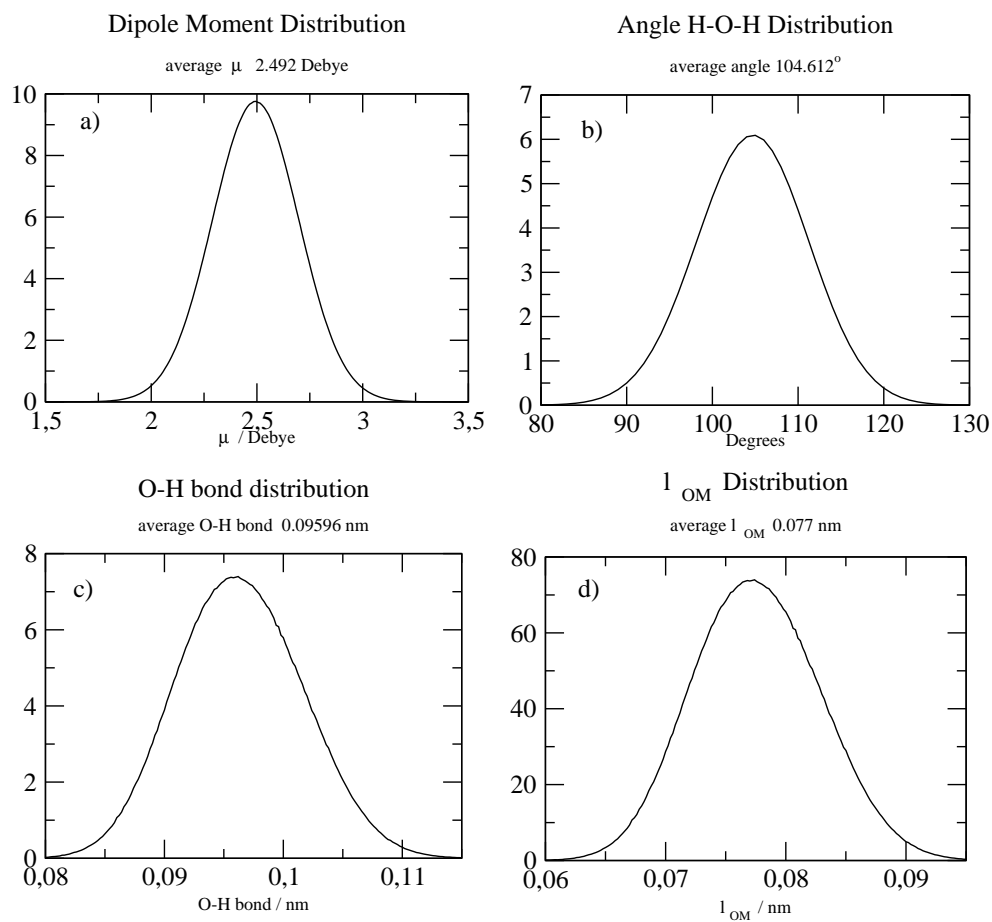 Dipole Moment Distribution
average μ 2.492 Debye
a)
10
8
6
4
2
0
1,5 2 2,5 3 3,5
μ / Debye
Angle H-O-H Distribution
average angle 104.612°
b)
7
6
5
4
3
2
1
0
80 90 100 110 120 130
Degrees
O-H bond distribution
average O-H bond 0.09596 nm
c)
8
6
4
2
0
0,08 0,09 0,1 0,11
O-H bond / nm
l OM Distribution
average l OM 0.077 nm
d)
80
60
40
20
0
0,06 0,07 0,08 0,09
l OM / nm